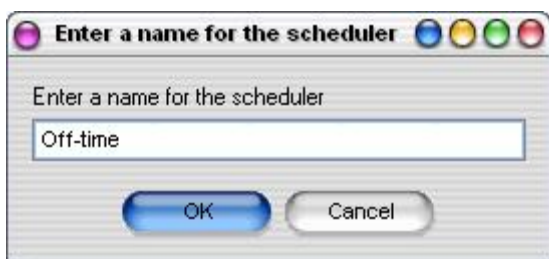 Enter a name for the scheduler
Enter a name for the scheduler
Off-time
OK Cancel